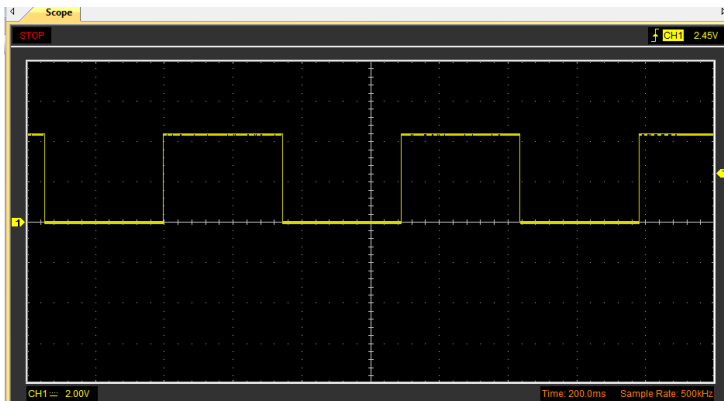 Scope
STOP CH1 2.45V
1
CH1 2.00V Time: 200.0ms Sample Rate: 500kHz